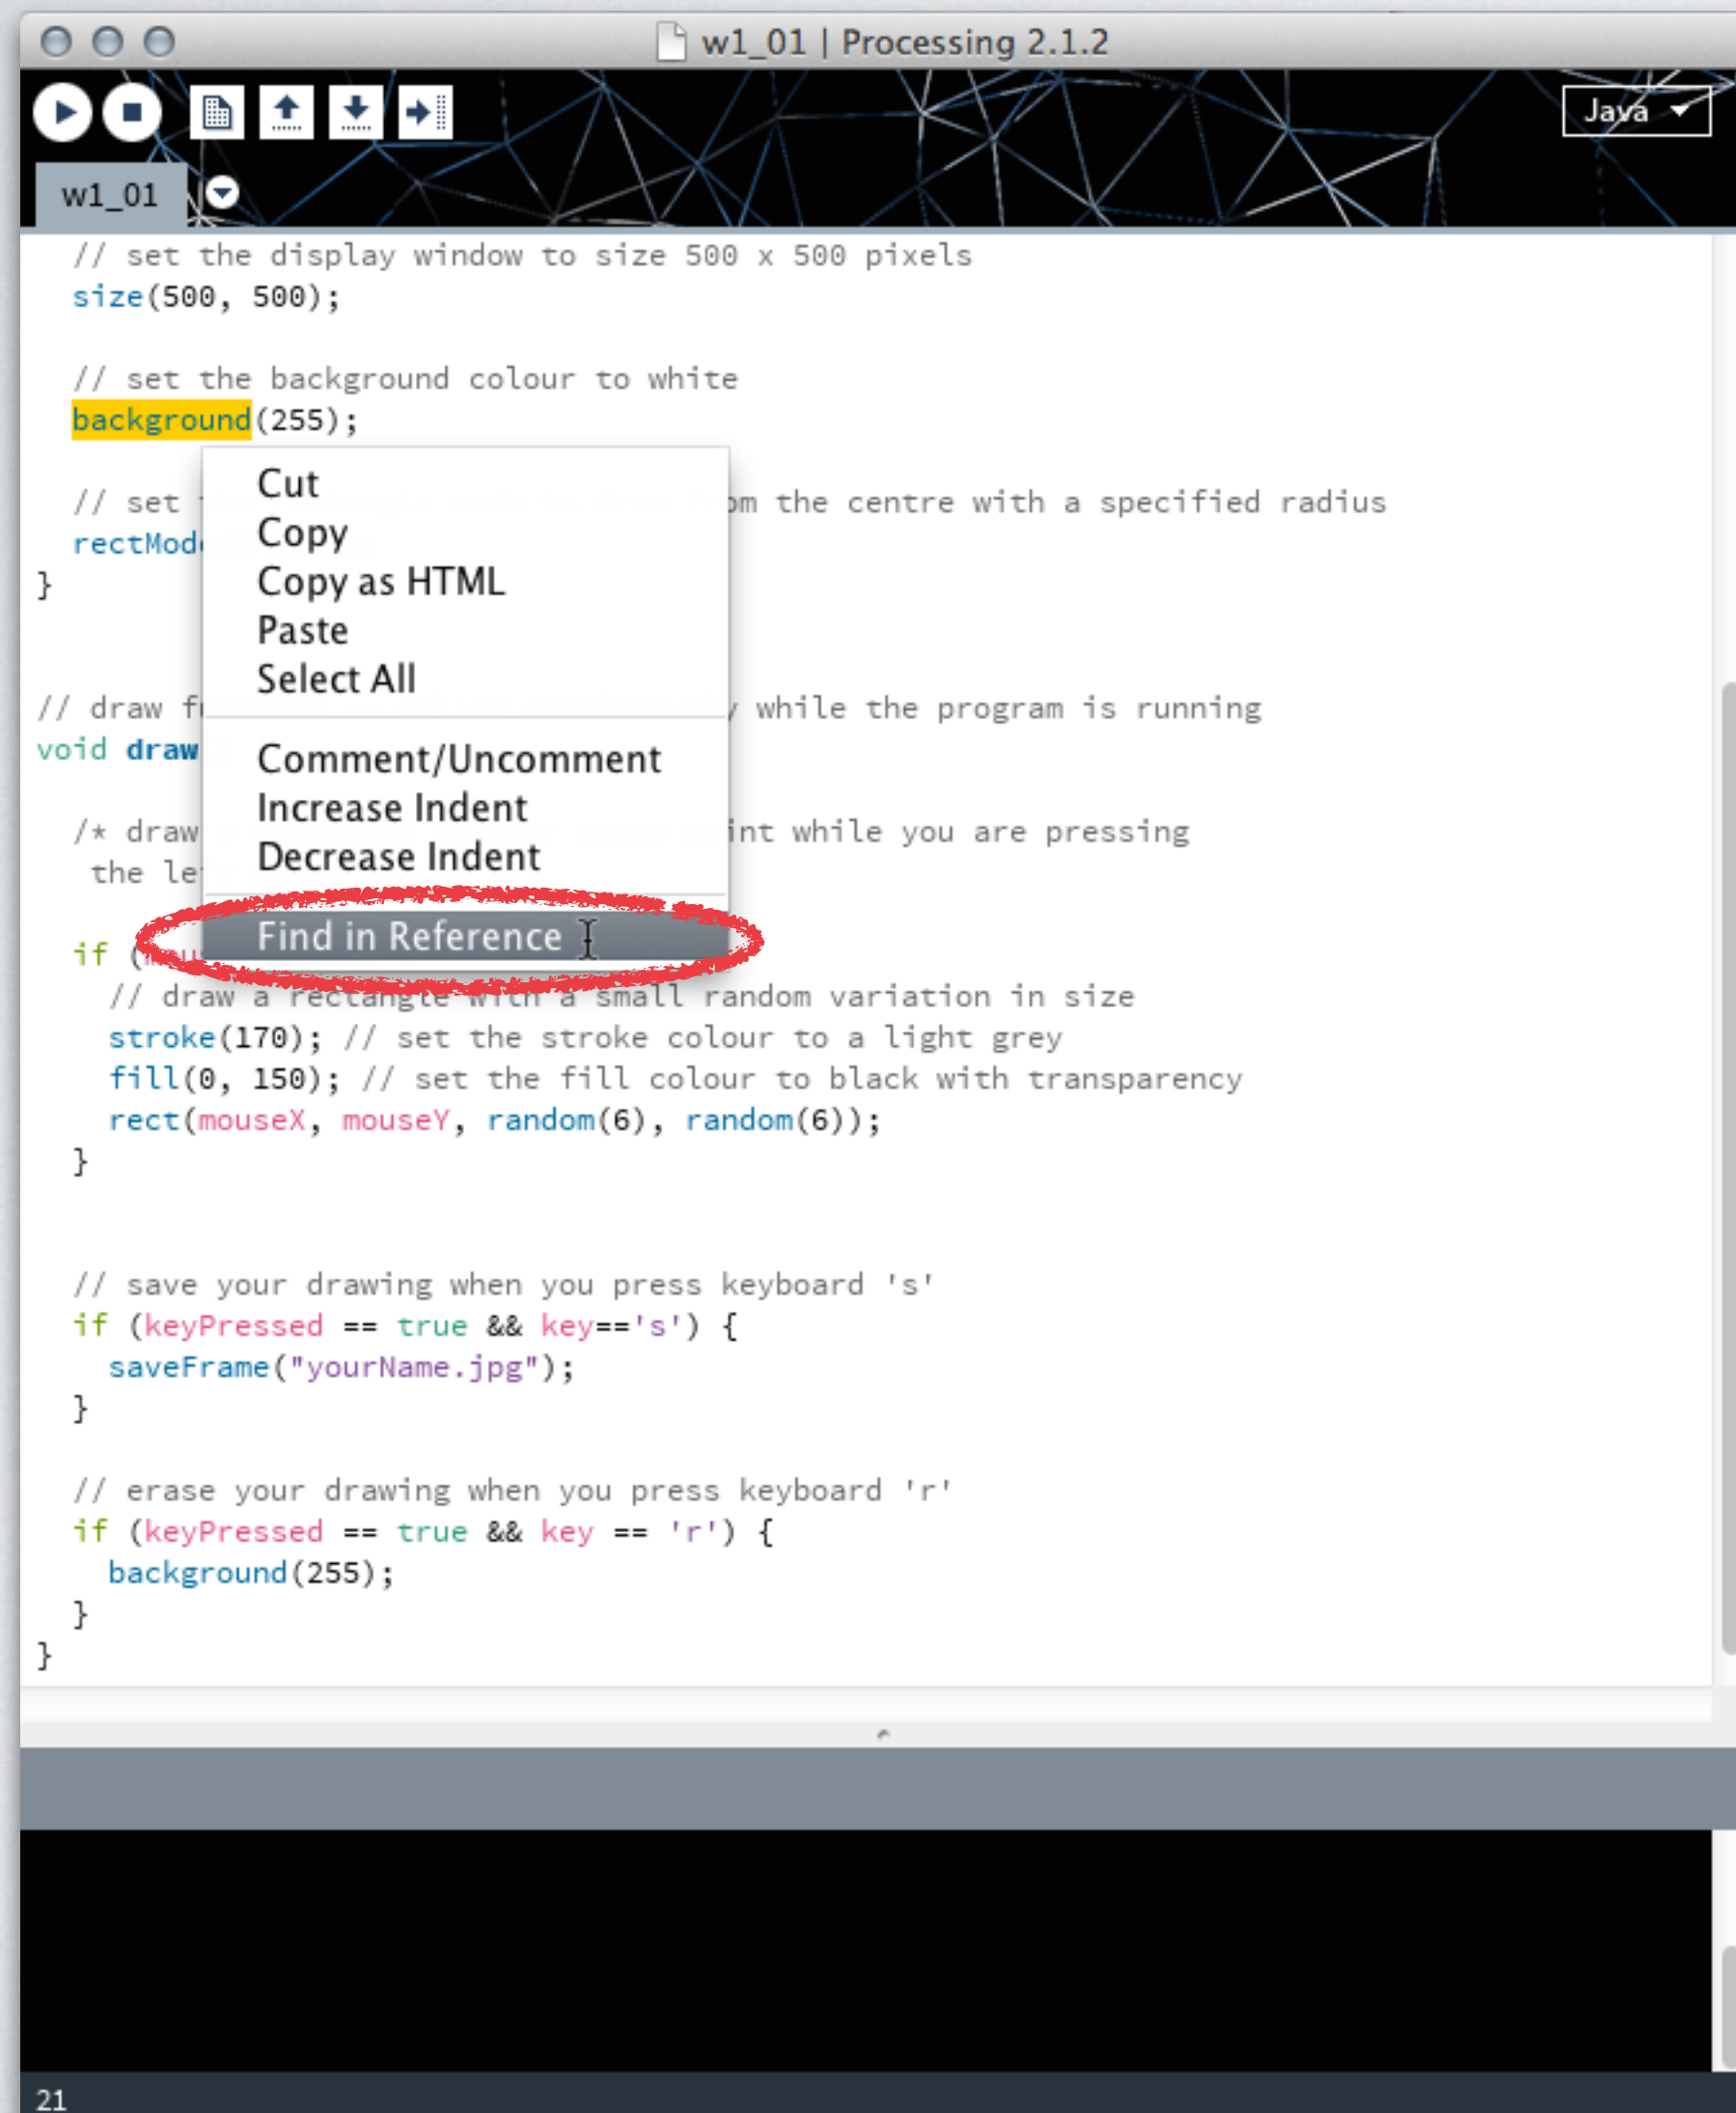 w1_01 | Processing 2.1.2
Java
w1_01
// set the display window to size 500 x 500 pixels
size(500, 500);
// set the background colour to white
background(255);
// set
the centre with a specified radius
}
// draw
while the program is running
void draw
/* draw
while you are pressing
the
if (
// draw a rectangle with a small random variation in size
stroke(170); // set the stroke colour to a light grey
fill(0, 150); // set the fill colour to black with transparency
rect(mouseX, mouseY, random(6), random(6));
}
// save your drawing when you press keyboard 's'
if (keyPressed == true && key=='s') {
saveFrame("yourName.jpg");
}
// erase your drawing when you press keyboard 'r'
if (keyPressed == true && key == 'r') {
background(255);
}
}
Cut
Copy
Copy as HTML
Paste
Select All
Comment/Uncomment
Increase Indent
Decrease Indent
Find in Reference
21